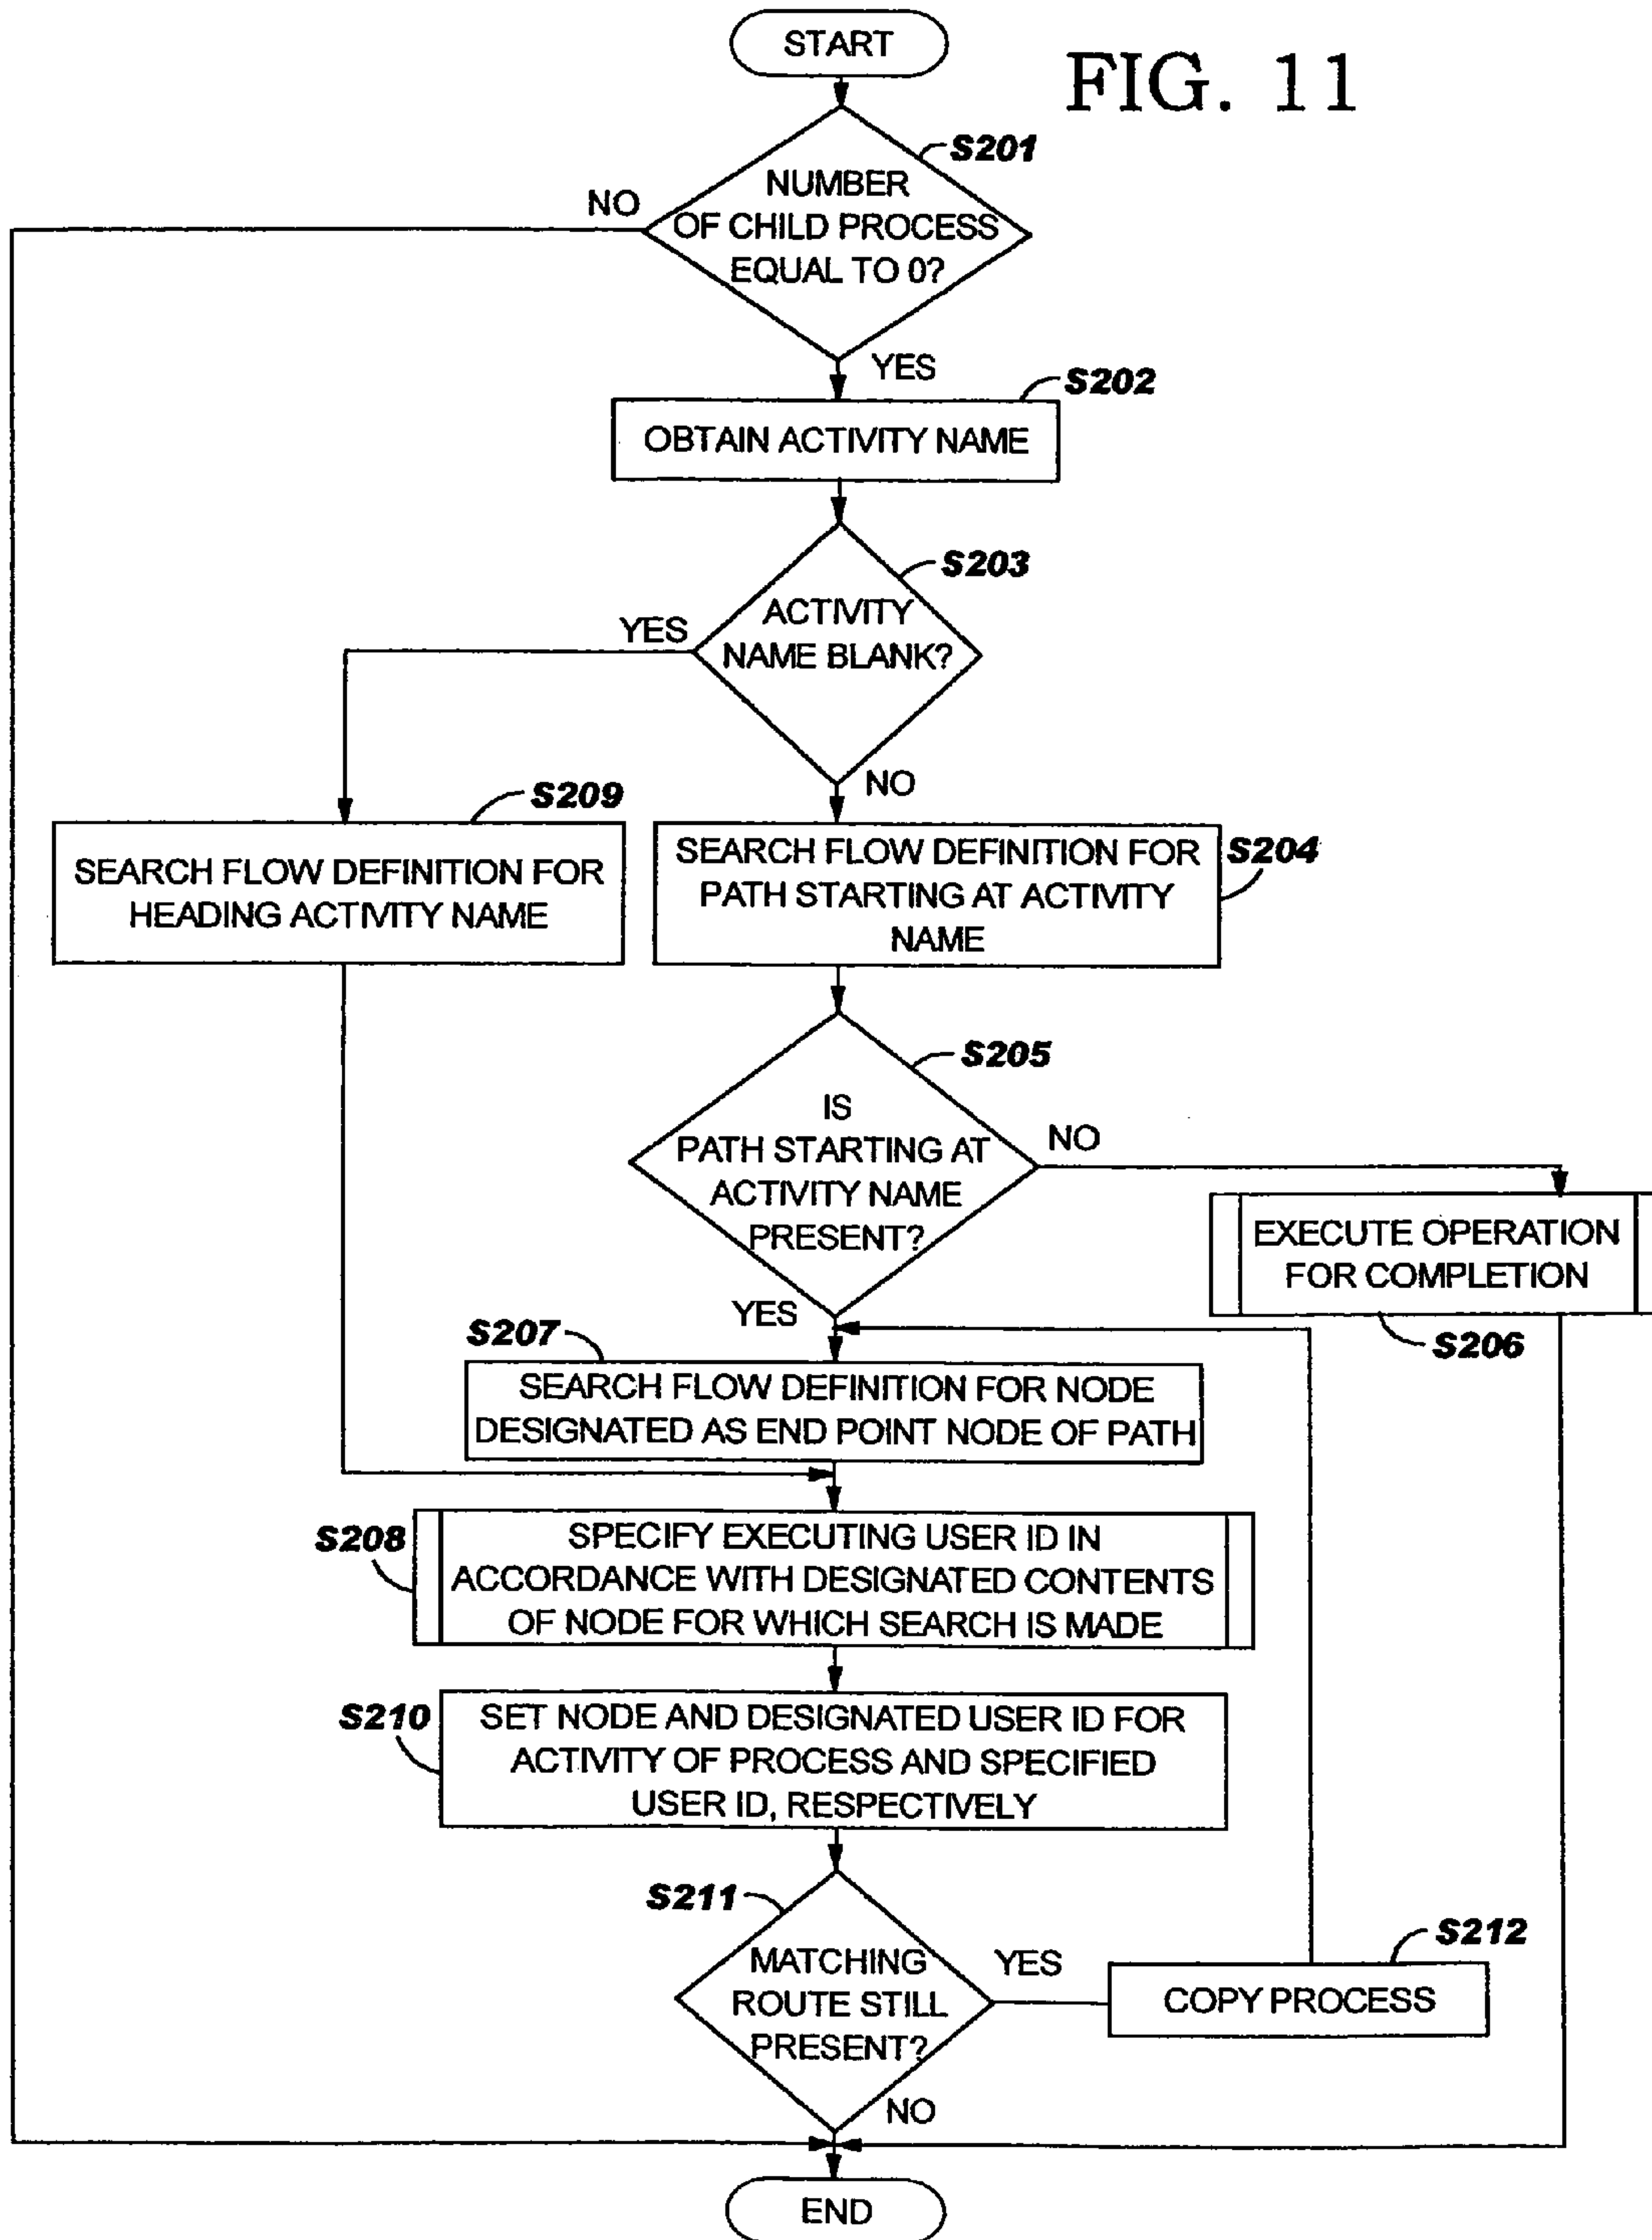 START
FIG. 11
S201
NUMBER
OF CHILD PROCESS
EQUAL TO 0?
NO
YES
S202
OBTAIN ACTIVITY NAME
S203
ACTIVITY
NAME BLANK?
YES
NO
S209
SEARCH FLOW DEFINITION FOR
HEADING ACTIVITY NAME
SEARCH FLOW DEFINITION FOR
PATH STARTING AT ACTIVITY
NAME
S204
S205
IS
PATH STARTING AT
ACTIVITY NAME
PRESENT?
NO
EXECUTE OPERATION
FOR COMPLETION
S206
YES
S207
SEARCH FLOW DEFINITION FOR NODE
DESIGNATED AS END POINT NODE OF PATH
S208
SPECIFY EXECUTING USER ID IN
ACCORDANCE WITH DESIGNATED CONTENTS
OF NODE FOR WHICH SEARCH IS MADE
S210
SET NODE AND DESIGNATED USER ID FOR
ACTIVITY OF PROCESS AND SPECIFIED
USER ID, RESPECTIVELY
S211
MATCHING
ROUTE STILL
PRESENT?
YES
S212
COPY PROCESS
NO
END